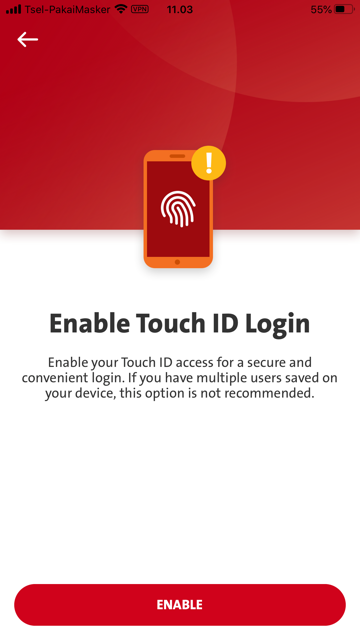 Tsel-PakaiMasker VPN 11.03 55%
!
Enable Touch ID Login
Enable your Touch ID access for a secure and
convenient login. If you have multiple users saved on
your device, this option is not recommended.
ENABLE